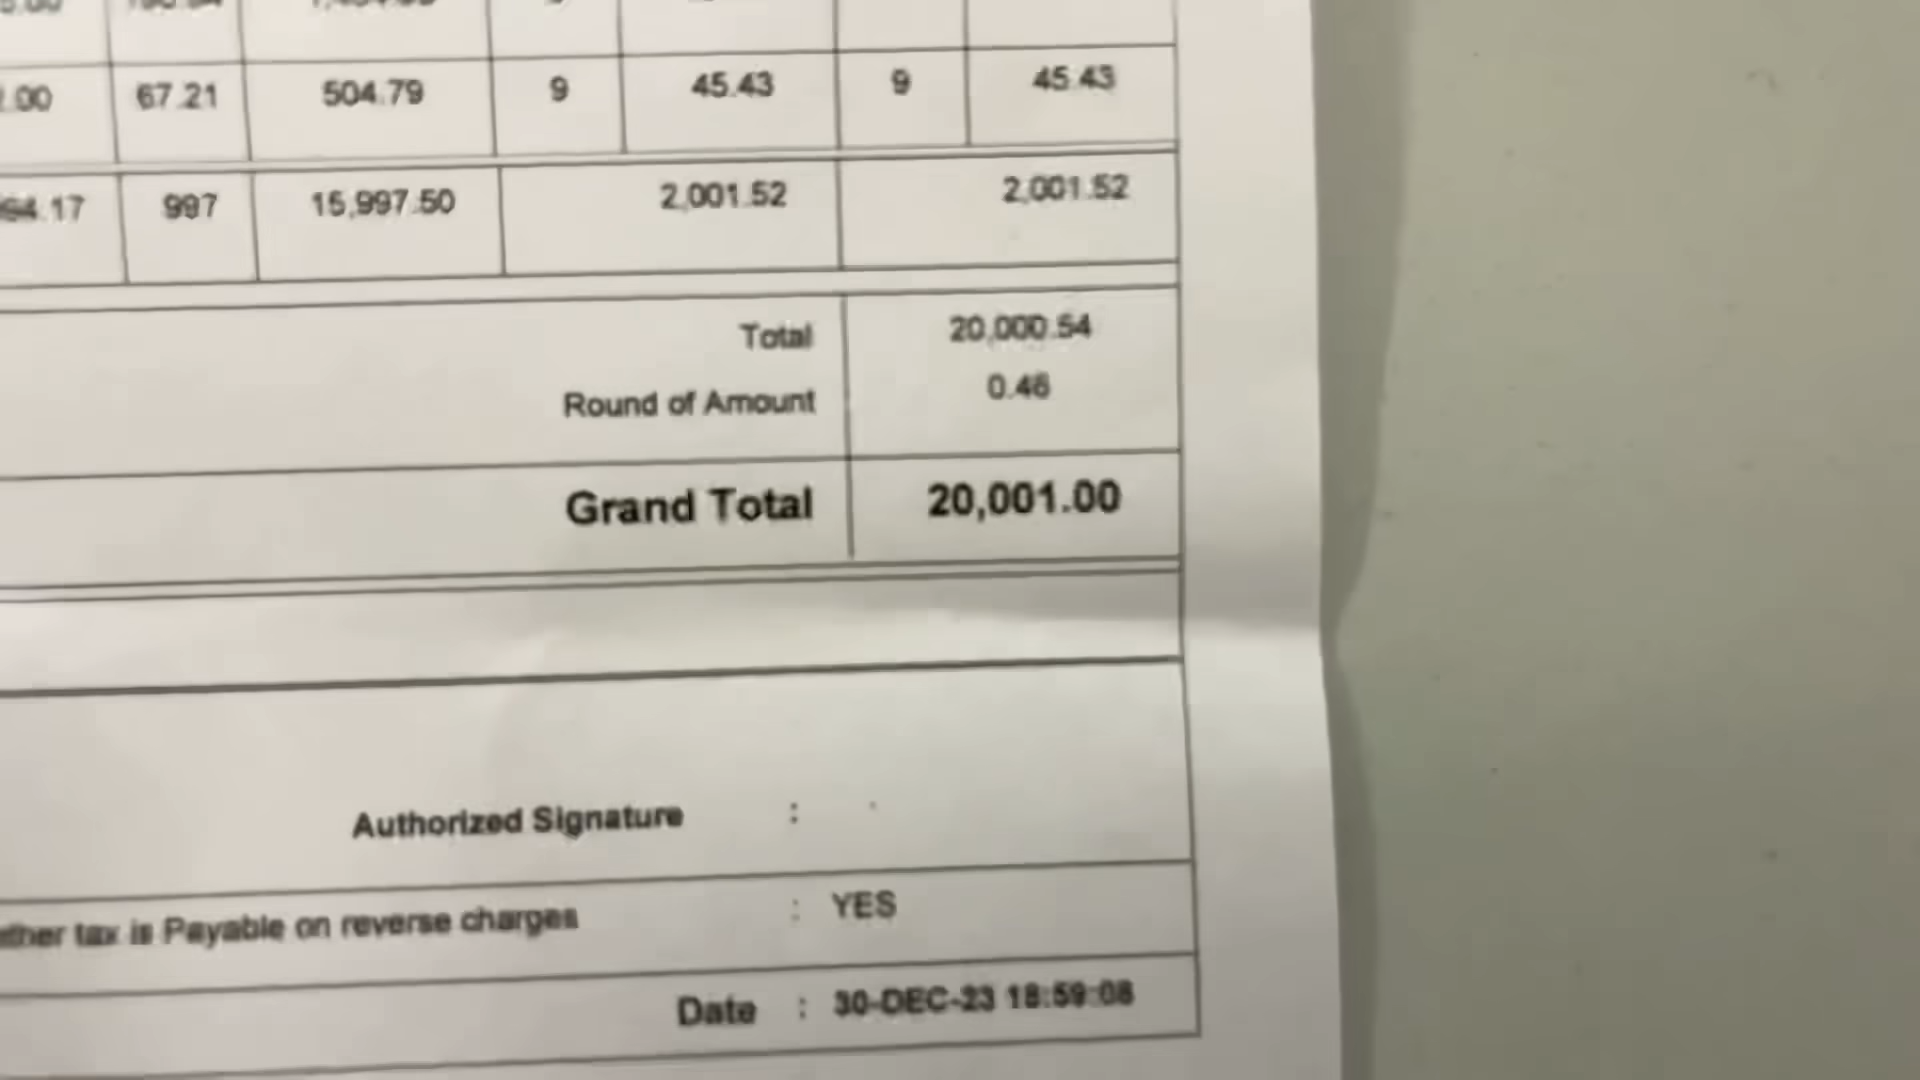 .00 67.21 504.79 9 45.43 9 45.43
64.17 997 15,997.50 2,001.52 2,001.52
Total 20,000.54
Round of Amount 0.46
Grand Total 20,001.00
Authorized Signature :
ether tax is Payable on reverse charges : YES
Date : 30-DEC-23 18:59:08